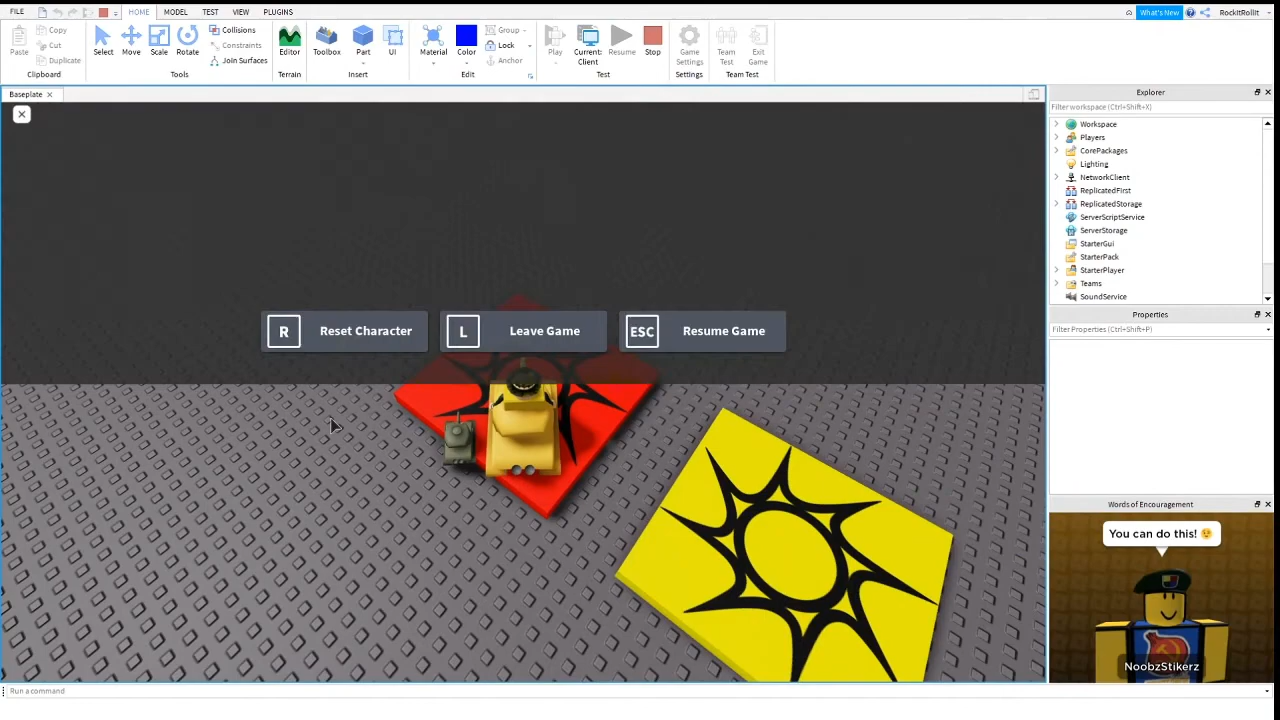 FILE HOME MODEL TEST VIEW PLUGINS What's New RockItRollit
Paste Copy Cut Duplicate Select Move Scale Rotate Collisions Constraints Join Surfaces Editor Toolbox Part UI Material Color Group Lock Anchor Play Current: Client Resume Stop Game Settings Team Test Exit Game
Clipboard Tools Terrain Insert Edit Test Settings Team Test
Baseplate
R Reset Character L Leave Game ESC Resume Game
Explorer
Filter workspace (Ctrl+Shift+X)
Workspace
Players
CorePackages
Lighting
NetworkClient
ReplicatedFirst
ReplicatedStorage
ServerScriptService
ServerStorage
StarterGui
StarterPack
StarterPlayer
Teams
SoundService
Properties
Filter Properties (Ctrl+Shift+P)
Words of Encouragement
You can do this!
NoobzStikerz
Run a command